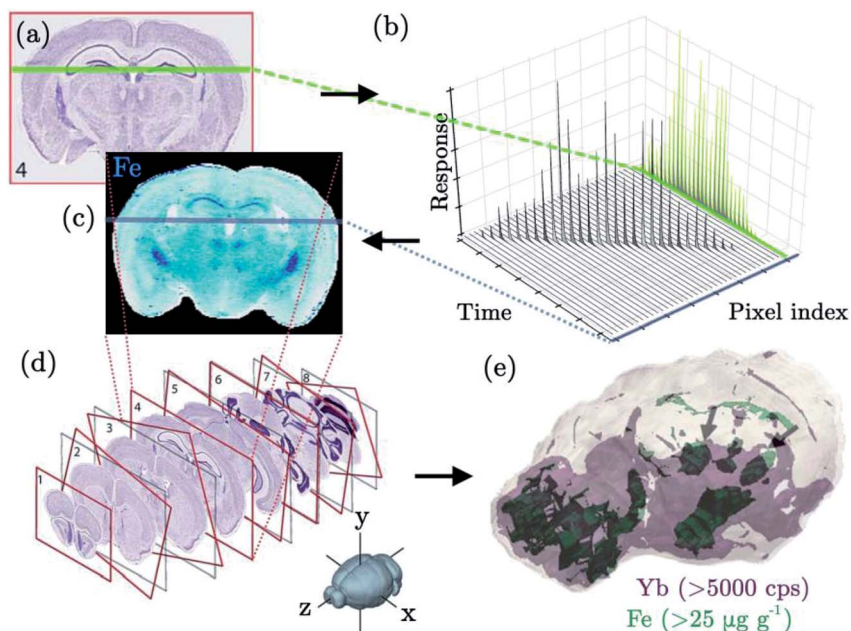 (a)
4
(b)
Response
Time
Pixel index
Fe
(c)
(d)
1
2
3
4
5
6
7
8
y
z
x
(e)
Yb (>5000 cps)
Fe (>25 µg g⁻¹)